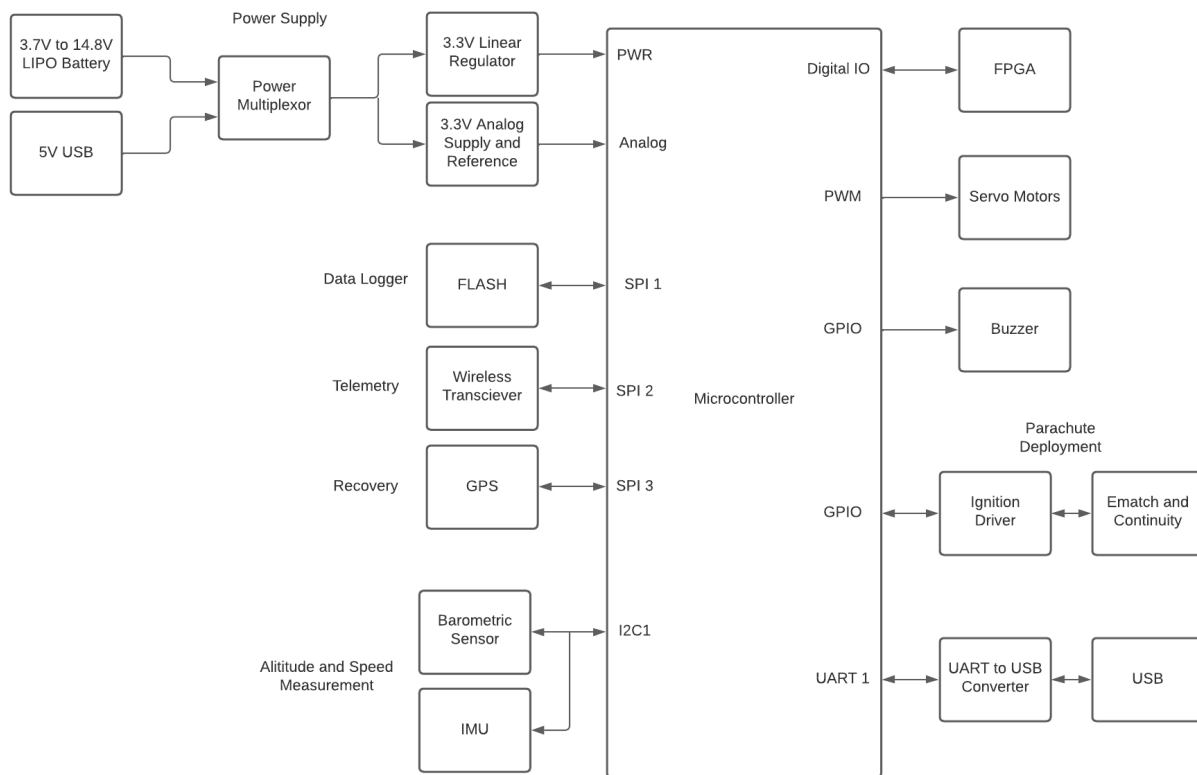 Power Supply
3.7V to 14.8V
LIPO Battery
5V USB
Power
Multiplexor
3.3V Linear
Regulator
3.3V Analog
Supply and
Reference
PWR
Analog
Data Logger
FLASH
SPI 1
Telemetry
Wireless
Transciever
SPI 2
Recovery
GPS
SPI 3
Alititude and Speed
Measurement
Barometric
Sensor
IMU
I2C1
Microcontroller
Digital IO
FPGA
PWM
Servo Motors
GPIO
Buzzer
Parachute
Deployment
GPIO
Ignition
Driver
Ematch and
Continuity
UART 1
UART to USB
Converter
USB